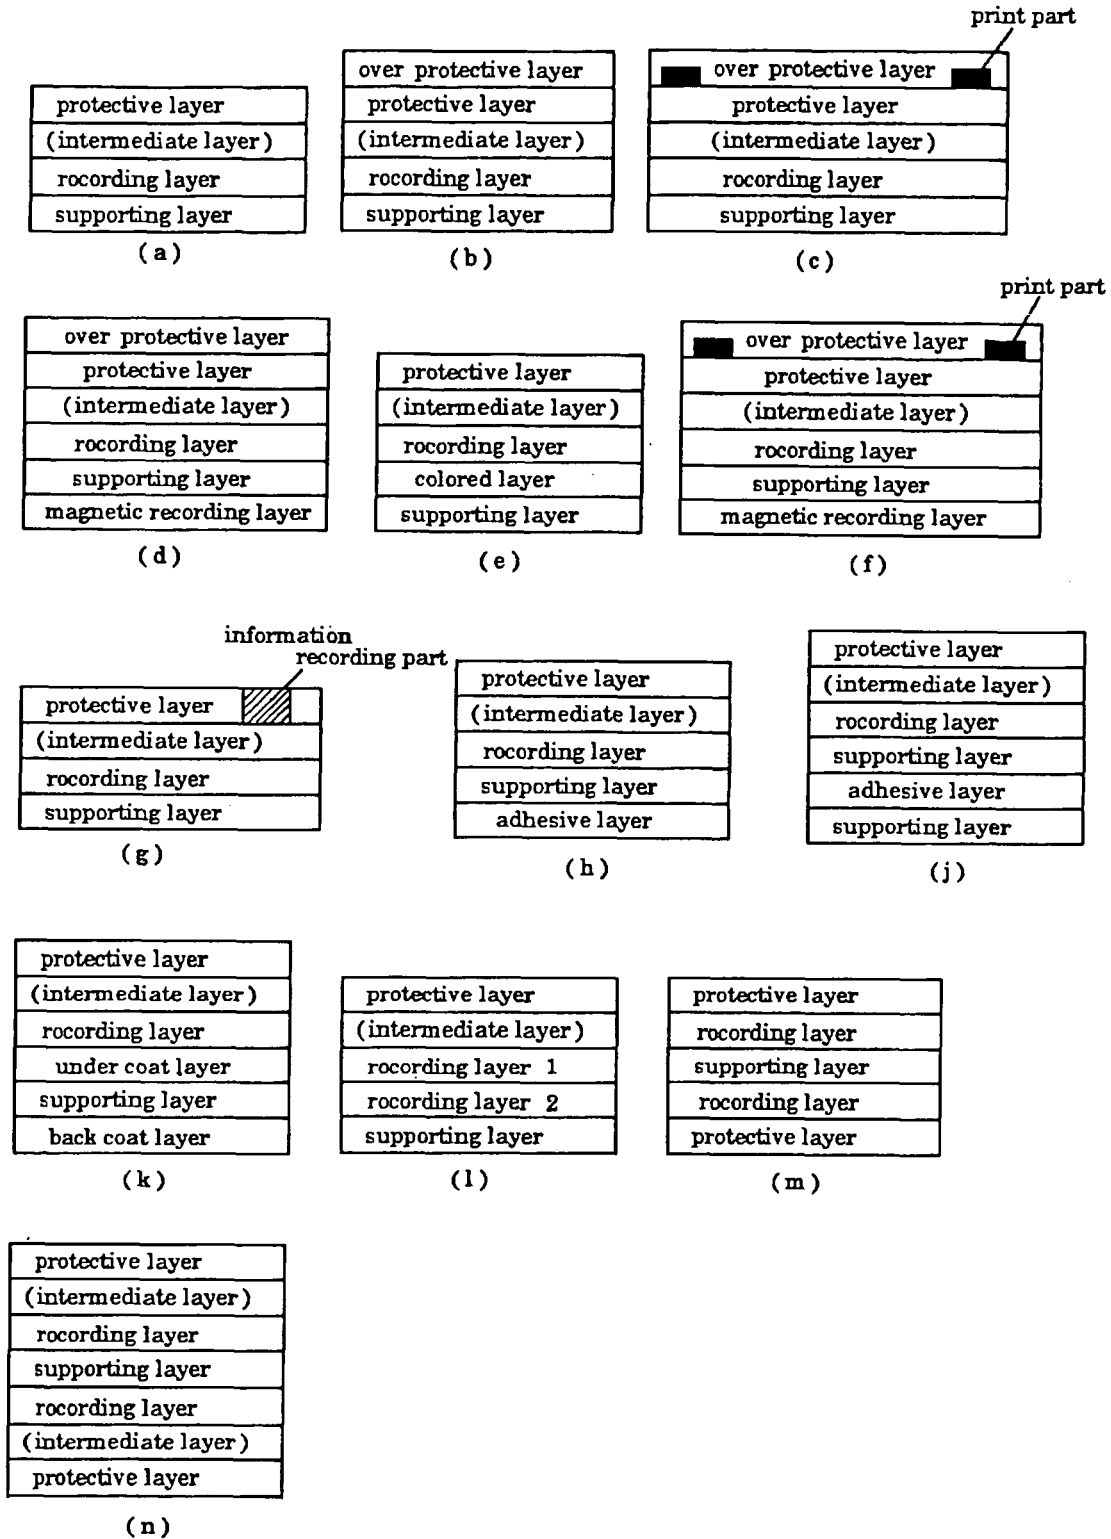 protective layer
(intermediate layer)
rocording layer
supporting layer
(a)
over protective layer
protective layer
(intermediate layer)
rocording layer
supporting layer
(b)
print part
over protective layer
protective layer
(intermediate layer)
rocording layer
supporting layer
(c)
over protective layer
protective layer
(intermediate layer)
rocording layer
supporting layer
magnetic recording layer
(d)
protective layer
(intermediate layer)
rocording layer
colored layer
supporting layer
(e)
print part
over protective layer
protective layer
(intermediate layer)
rocording layer
supporting layer
magnetic recording layer
(f)
information
recording part
protective layer
(intermediate layer)
rocording layer
supporting layer
(g)
protective layer
(intermediate layer)
rocording layer
supporting layer
adhesive layer
(h)
protective layer
(intermediate layer)
rocording layer
supporting layer
adhesive layer
supporting layer
(j)
protective layer
(intermediate layer)
rocording layer
under coat layer
supporting layer
back coat layer
(k)
protective layer
(intermediate layer)
rocording layer 1
rocording layer 2
supporting layer
(l)
protective layer
rocording layer
supporting layer
rocording layer
protective layer
(m)
protective layer
(intermediate layer)
rocording layer
supporting layer
rocording layer
(intermediate layer)
protective layer
(n)